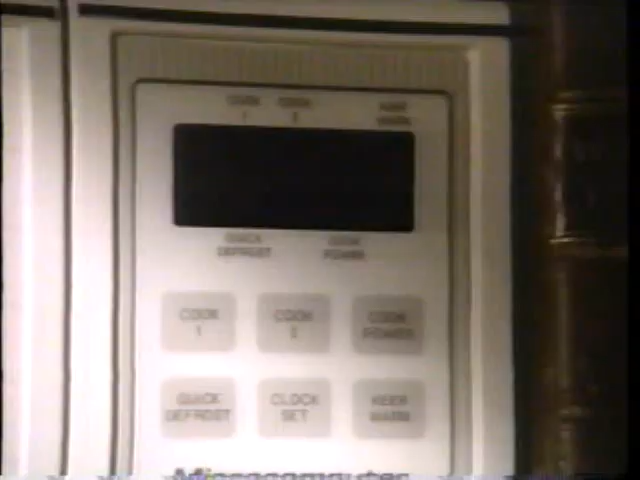 COOK COOK KEEP
1 2 WARM
QUICK COOK
DEFROST POWER
COOK COOK COOK
1 2 POWER
QUICK CLOCK KEEP
DEFROST SET WARM
Microcomputer